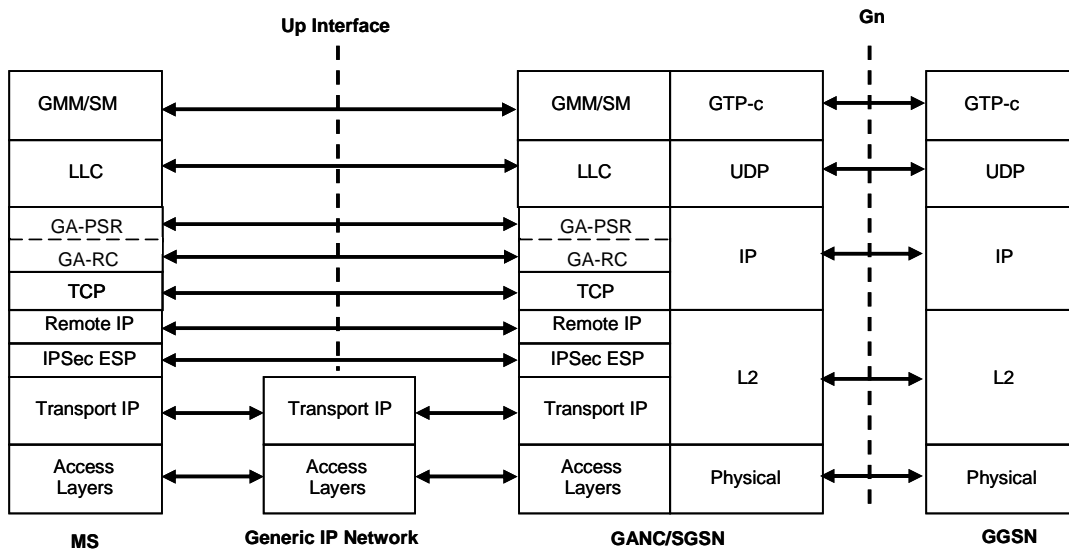 Up Interface
Gn
GMM/SM
GMM/SM
GTP-c
GTP-c
LLC
LLC
UDP
UDP
GA-PSR
GA-PSR
GA-RC
GA-RC
IP
IP
TCP
TCP
Remote IP
Remote IP
IPSec ESP
IPSec ESP
L2
L2
Transport IP
Transport IP
Transport IP
Access
Layers
Access
Layers
Access
Layers
Physical
Physical
MS
Generic IP Network
GANC/SGSN
GGSN